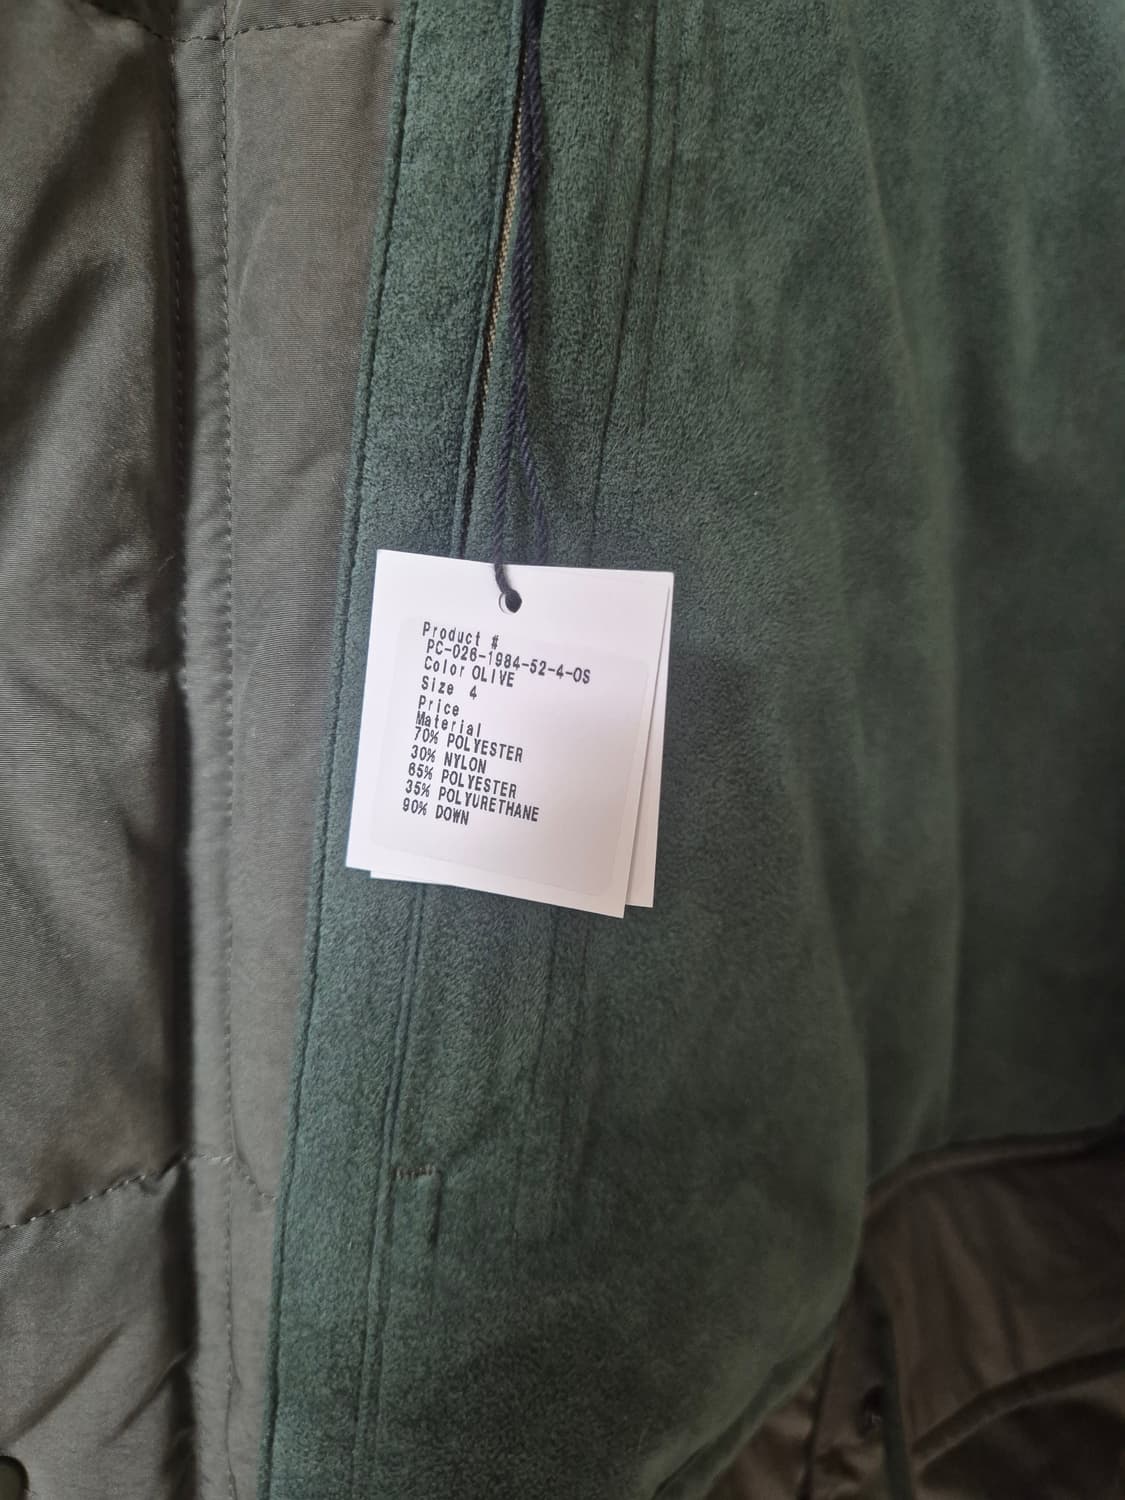 Product #
PC-026-1984-52-4-OS
Color OLIVE
Size 4
Price
Material
70% POLYESTER
30% NYLON
65% POLYESTER
35% POLYURETHANE
90% DOWN